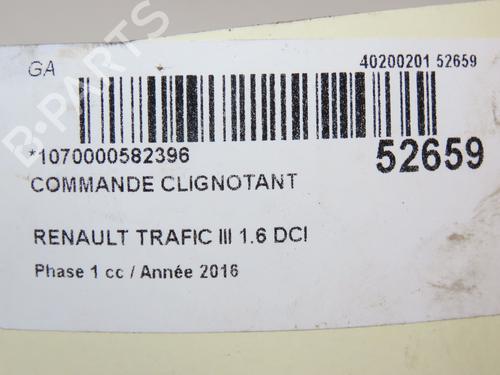 GA
40200201 52659
*1070000582396
52659
COMMANDE CLIGNOTANT
RENAULT TRAFIC III 1.6 DCI
Phase 1 cc / Année 2016
B-PARTS